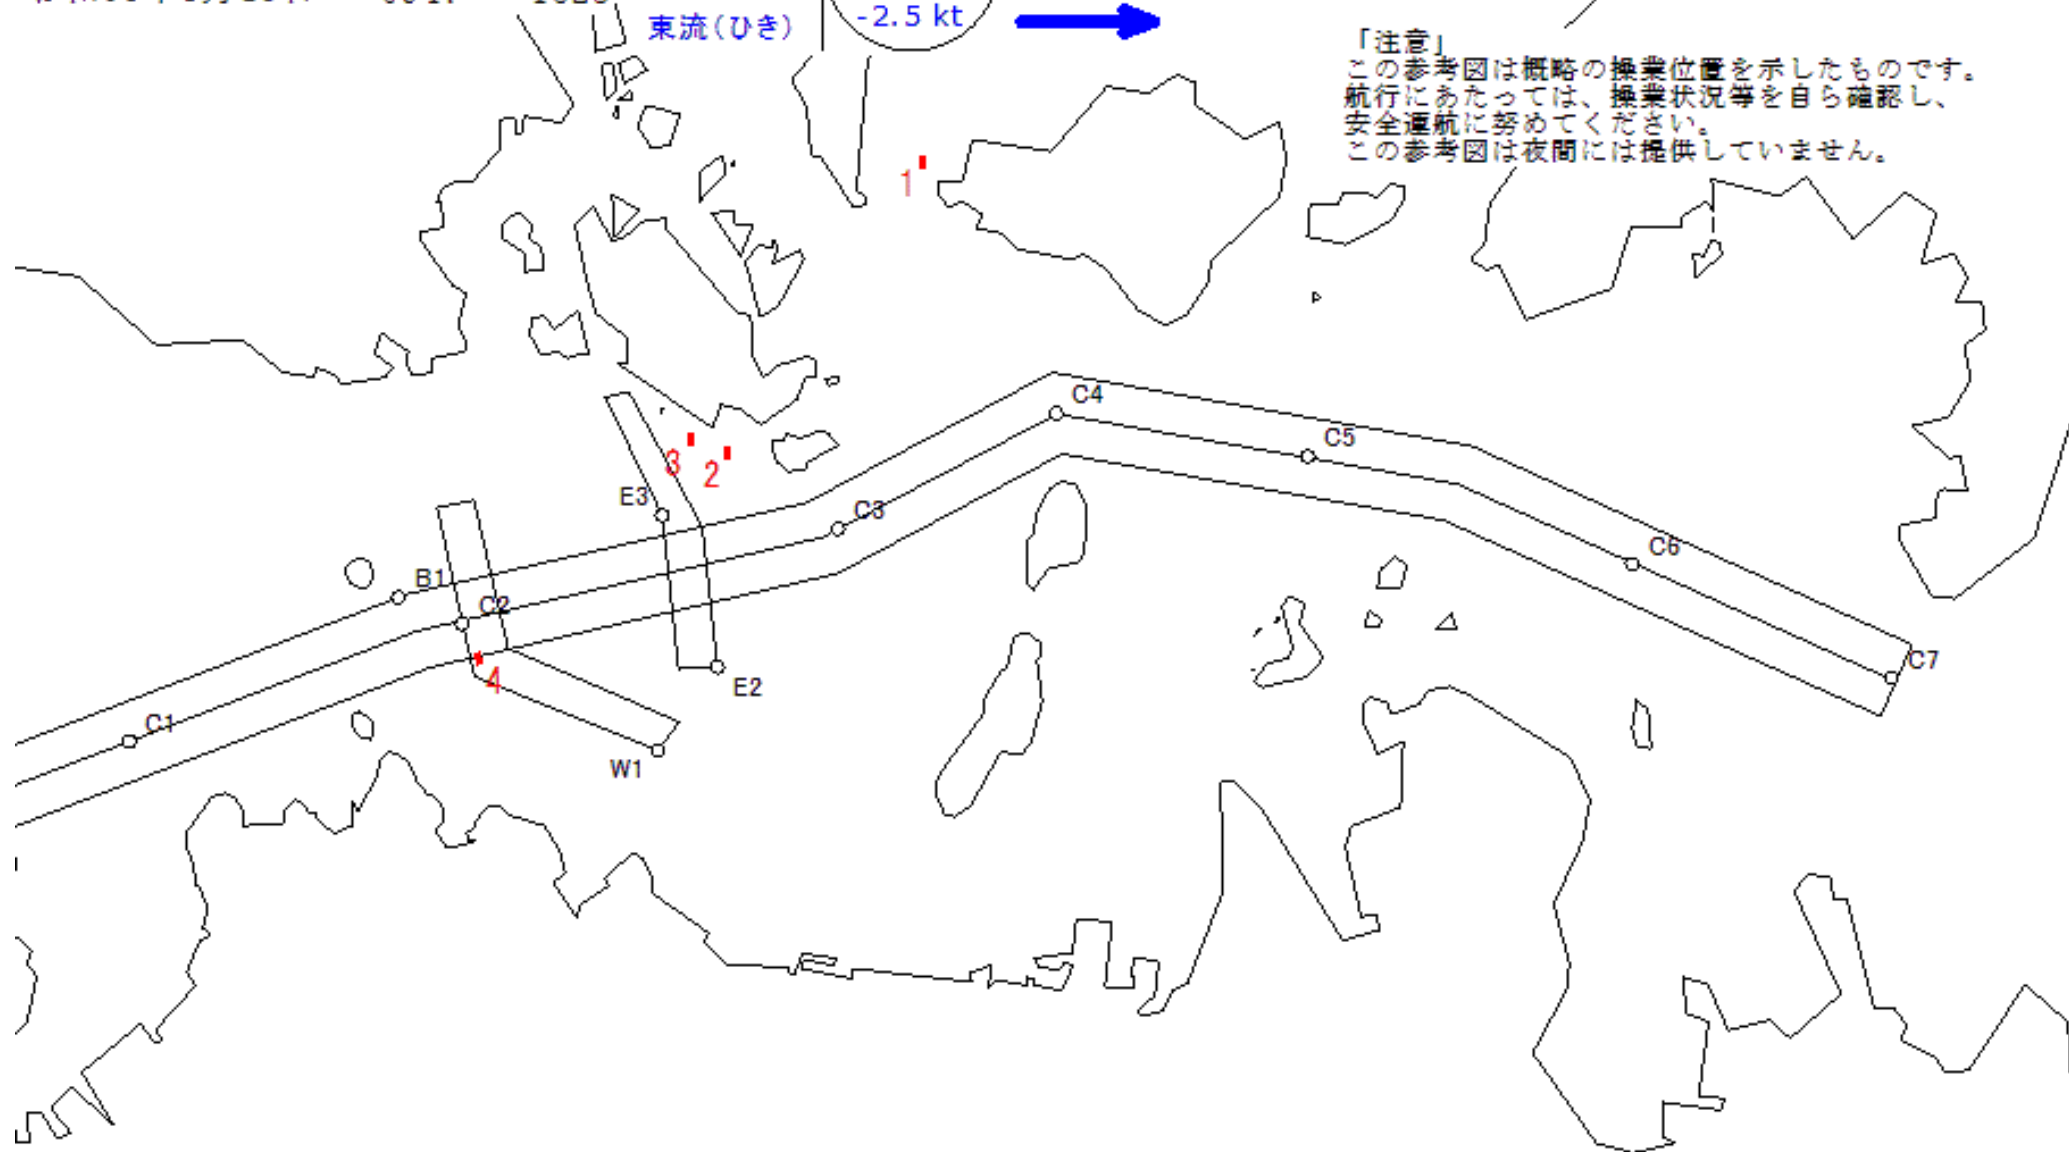 東流(ひき)
-2.5 kt
「注意」
この参考図は概略の操業位置を示したものです。
航行にあたっては、操業状況等を自ら確認し、
安全運航に努めてください。
この参考図は夜間には提供していません。
1
C4
C5
3
2
E3
C3
C6
B1
C2
C7
4
E2
C1
W1